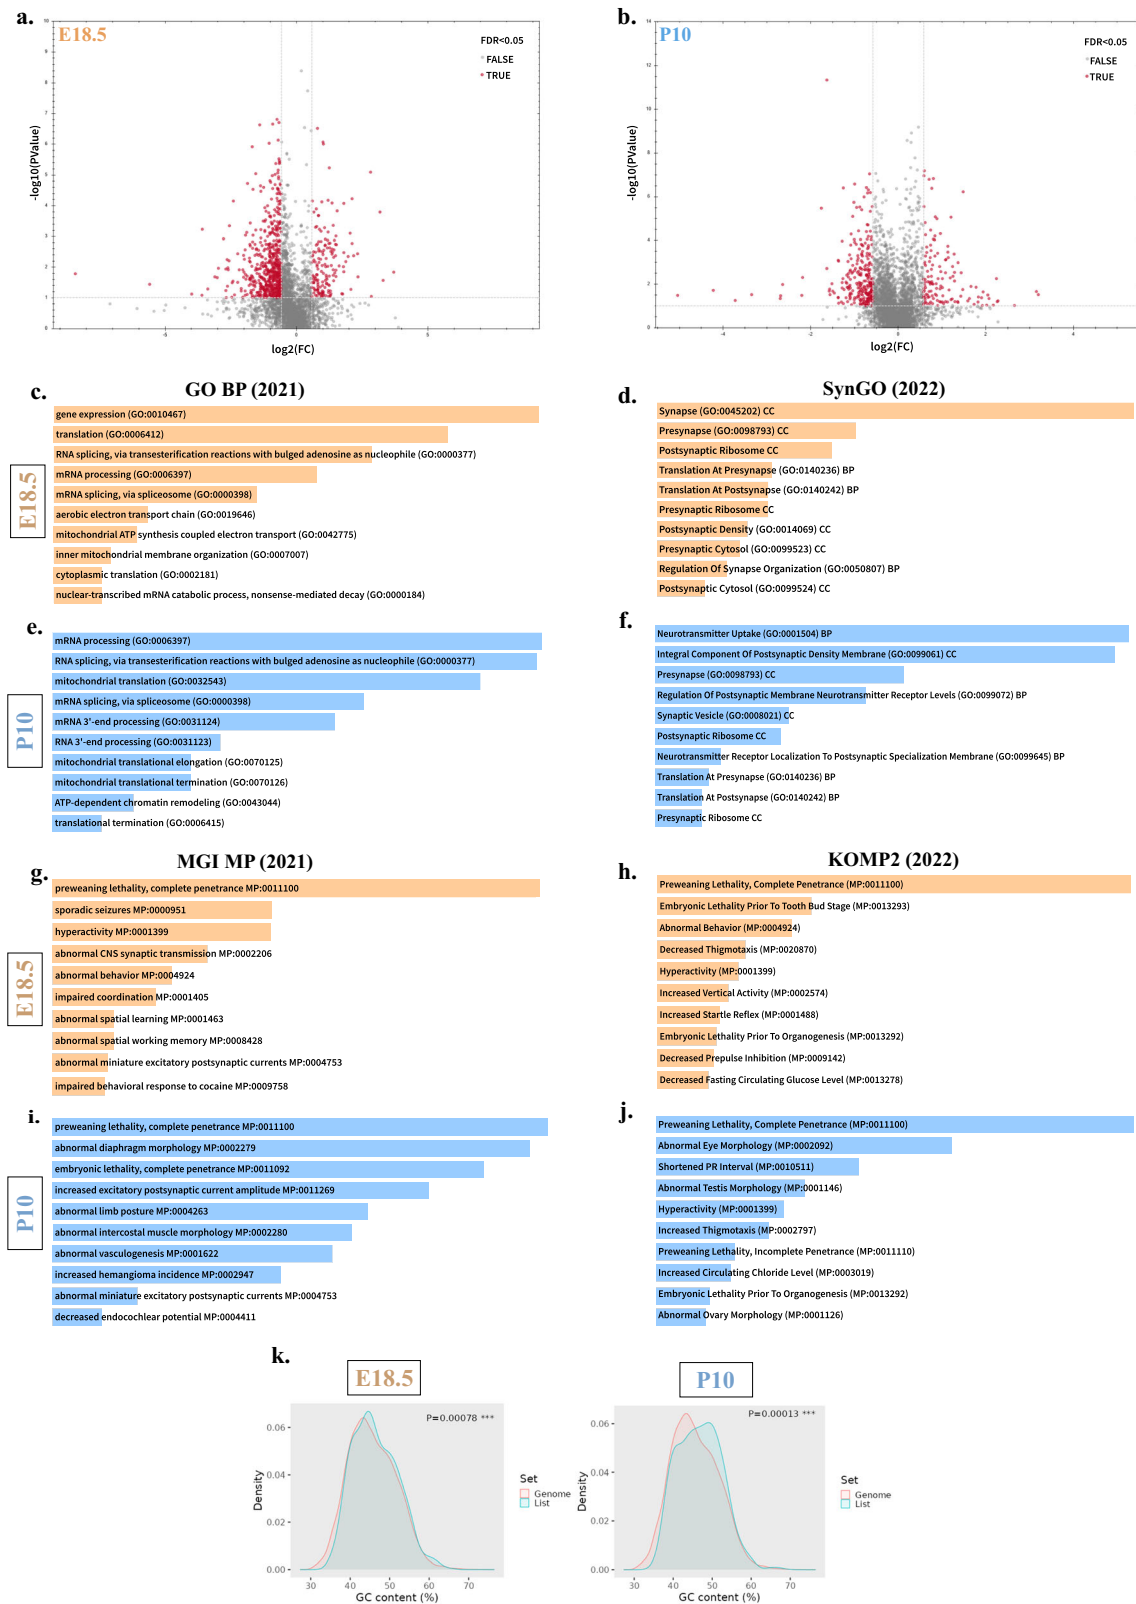 a.
E18.5
FDR<0.05
FALSE
TRUE
10
9
8
7
6
5
4
3
2
1
0
-log10(PValue)
-5
0
5
log2(FC)
b.
P10
FDR<0.05
FALSE
TRUE
14
12
10
8
6
4
2
0
-log10(PValue)
-4
-2
0
2
4
log2(FC)
c.
GO BP (2021)
E18.5
gene expression (GO:0010467)
translation (GO:0006412)
RNA splicing, via transesterification reactions with bulged adenosine as nucleophile (GO:0000377)
mRNA processing (GO:0006397)
mRNA splicing, via spliceosome (GO:0000398)
aerobic electron transport chain (GO:0019646)
mitochondrial ATP synthesis coupled electron transport (GO:0042775)
inner mitochondrial membrane organization (GO:0007007)
cytoplasmic translation (GO:0002181)
nuclear-transcribed mRNA catabolic process, nonsense-mediated decay (GO:0000184)
d.
SynGO (2022)
Synapse (GO:0045202) CC
Presynapse (GO:0098793) CC
Postsynaptic Ribosome CC
Translation At Presynapse (GO:0140236) BP
Translation At Postsynapse (GO:0140242) BP
Presynaptic Ribosome CC
Postsynaptic Density (GO:0014069) CC
Presynaptic Cytosol (GO:0099523) CC
Regulation Of Synapse Organization (GO:0050807) BP
Postsynaptic Cytosol (GO:0099524) CC
e.
P10
mRNA processing (GO:0006397)
RNA splicing, via transesterification reactions with bulged adenosine as nucleophile (GO:0000377)
mitochondrial translation (GO:0032543)
mRNA splicing, via spliceosome (GO:0000398)
mRNA 3'-end processing (GO:0031124)
RNA 3'-end processing (GO:0031123)
mitochondrial translational elongation (GO:0070125)
mitochondrial translational termination (GO:0070126)
ATP-dependent chromatin remodeling (GO:0043044)
translational termination (GO:0006415)
f.
Neurotransmitter Uptake (GO:0001504) BP
Integral Component Of Postsynaptic Density Membrane (GO:0099061) CC
Presynapse (GO:0098793) CC
Regulation Of Postsynaptic Membrane Neurotransmitter Receptor Levels (GO:0099072) BP
Synaptic Vesicle (GO:0008021) CC
Postsynaptic Ribosome CC
Neurotransmitter Receptor Localization To Postsynaptic Specialization Membrane (GO:0099645) BP
Translation At Presynapse (GO:0140236) BP
Translation At Postsynapse (GO:0140242) BP
Presynaptic Ribosome CC
g.
MGI MP (2021)
E18.5
preweaning lethality, complete penetrance MP:0011100
sporadic seizures MP:0000951
hyperactivity MP:0001399
abnormal CNS synaptic transmission MP:0002206
abnormal behavior MP:0004924
impaired coordination MP:0001405
abnormal spatial learning MP:0001463
abnormal spatial working memory MP:0008428
abnormal miniature excitatory postsynaptic currents MP:0004753
impaired behavioral response to cocaine MP:0009758
h.
KOMP2 (2022)
Preweaning Lethality, Complete Penetrance (MP:0011100)
Embryonic Lethality Prior To Tooth Bud Stage (MP:0013293)
Abnormal Behavior (MP:0004924)
Decreased Thigmotaxis (MP:0020870)
Hyperactivity (MP:0001399)
Increased Vertical Activity (MP:0002574)
Increased Startle Reflex (MP:0001488)
Embryonic Lethality Prior To Organogenesis (MP:0013292)
Decreased Prepulse Inhibition (MP:0009142)
Decreased Fasting Circulating Glucose Level (MP:0013278)
i.
P10
preweaning lethality, complete penetrance MP:0011100
abnormal diaphragm morphology MP:0002279
embryonic lethality, complete penetrance MP:0011092
increased excitatory postsynaptic current amplitude MP:0011269
abnormal limb posture MP:0004263
abnormal intercostal muscle morphology MP:0002280
abnormal vasculogenesis MP:0001622
increased hemangioma incidence MP:0002947
abnormal miniature excitatory postsynaptic currents MP:0004753
decreased endocochlear potential MP:0004411
j.
Preweaning Lethality, Complete Penetrance (MP:0011100)
Abnormal Eye Morphology (MP:0002092)
Shortened PR Interval (MP:0010511)
Abnormal Testis Morphology (MP:0001146)
Hyperactivity (MP:0001399)
Increased Thigmotaxis (MP:0002797)
Preweaning Lethality, Incomplete Penetrance (MP:0011110)
Increased Circulating Chloride Level (MP:0003019)
Embryonic Lethality Prior To Organogenesis (MP:0013292)
Abnormal Ovary Morphology (MP:0001126)
k.
E18.5
P=0.00078 ***
0.06
0.04
0.02
0.00
Density
30
40
50
60
70
GC content (%)
Set
Genome
List
P10
P=0.00013 ***
0.06
0.04
0.02
0.00
Density
30
40
50
60
70
GC content (%)
Set
Genome
List